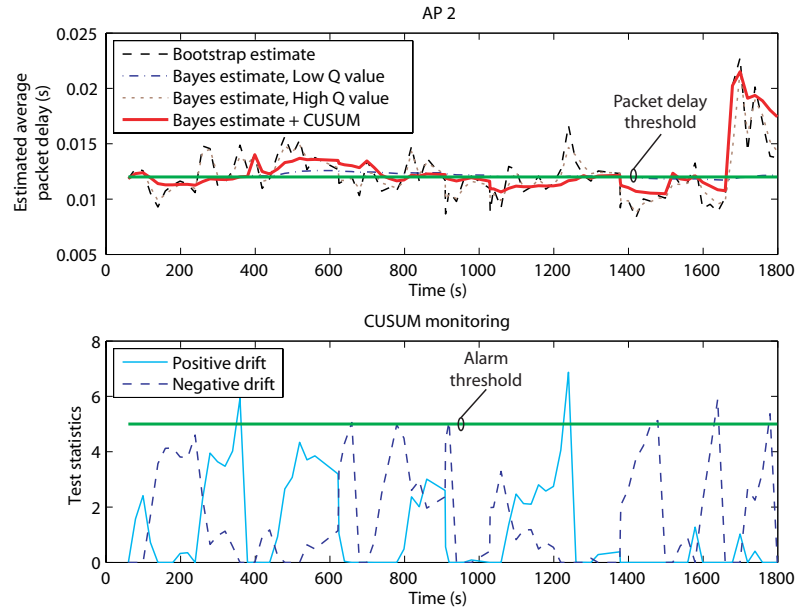 AP 2
0.025
0.02
0.015
0.01
0.005
Estimated average
packet delay (s)
Bootstrap estimate
Bayes estimate, Low Q value
Bayes estimate, High Q value
Bayes estimate + CUSUM
Packet delay
threshold
0 200 400 600 800 1000 1200 1400 1600 1800
Time (s)
CUSUM monitoring
8
6
4
2
0
Test statistics
Positive drift
Negative drift
Alarm
threshold
0 200 400 600 800 1000 1200 1400 1600 1800
Time (s)